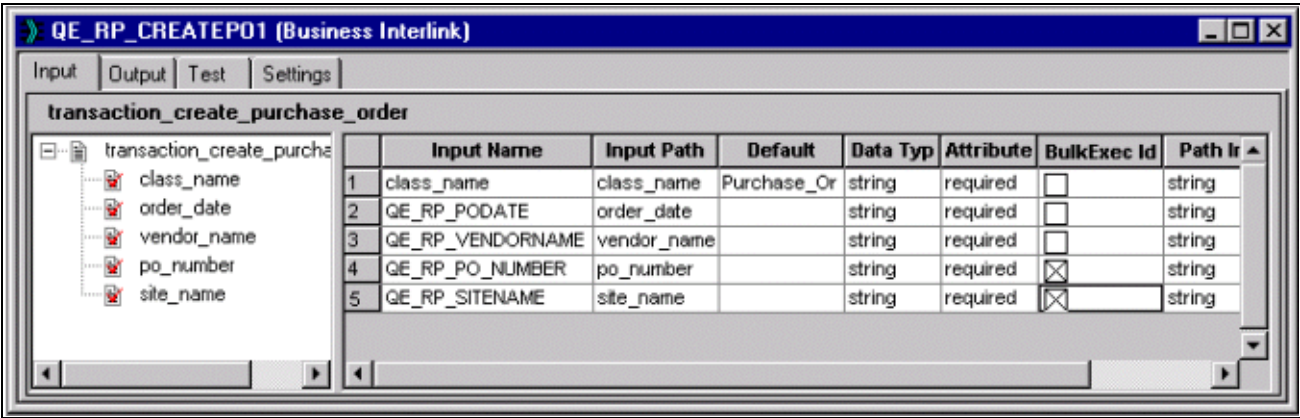 QE_RP_CREATEPO1 (Business Interlink)
Input Output Test Settings
transaction_create_purchase_order
transaction_create_purcha
class_name
order_date
vendor_name
po_number
site_name
Input Name Input Path Default Data Typ Attribute BulkExec Id Path Ir
1 class_name class_name Purchase_Or string required string
2 QE_RP_PODATE order_date string required string
3 QE_RP_VENDORNAME vendor_name string required string
4 QE_RP_PO_NUMBER po_number string required string
5 QE_RP_SITENAME site_name string required string